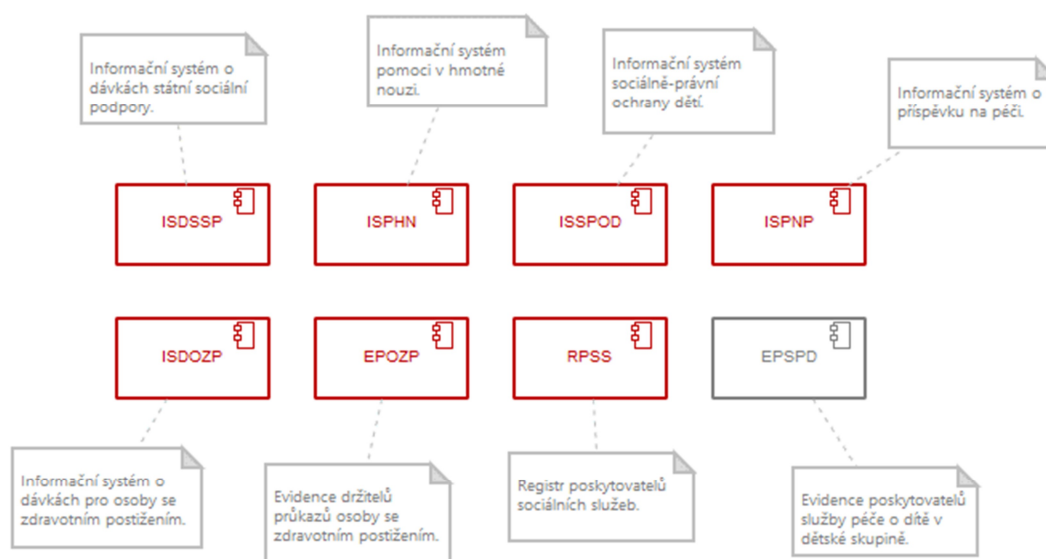 Informační systém o
dávkách státní sociální
podpory.
Informační systém
pomoci v hmotné
nouzi.
Informační systém
sociálně-právní
ochrany dětí.
Informační systém o
příspěvku na péči.
ISDSSP
ISPHN
ISSPOD
ISPNP
ISDOZP
EPOZP
RPSS
EPSPD
Informační systém o
dávkách pro osoby se
zdravotním postižením.
Evidence držitelů
průkazů osoby se
zdravotním postižením.
Registr poskytovatelů
sociálních služeb.
Evidence poskytovatelů
služby péče o dítě v
dětské skupině.